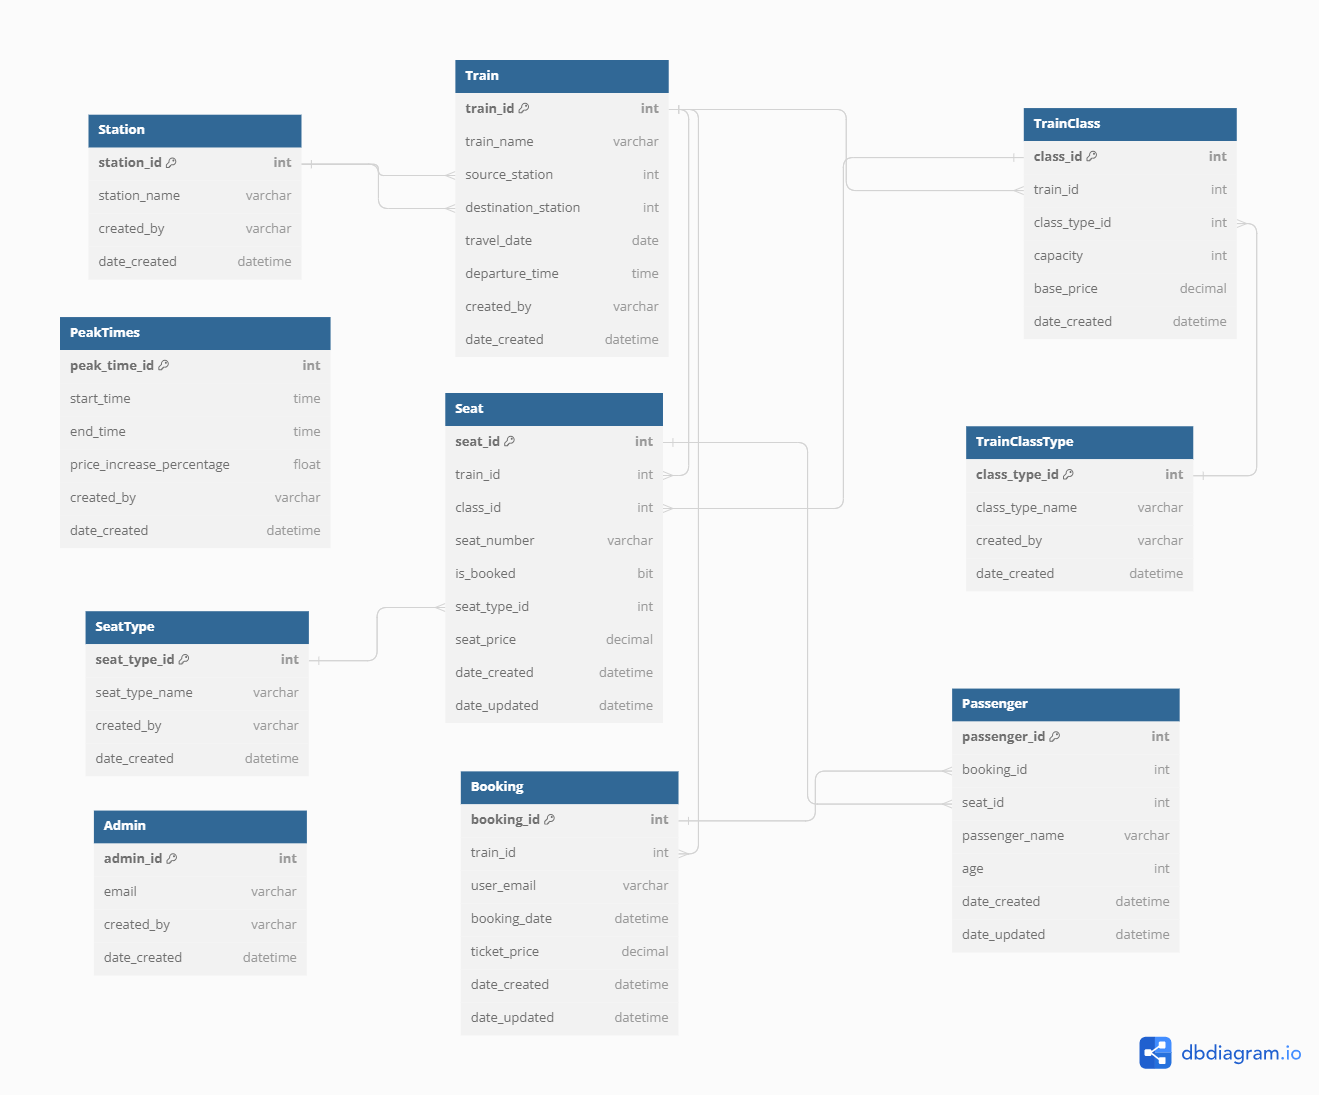 Train
train_id int
train_name varchar
source_station int
destination_station int
travel_date date
departure_time time
created_by varchar
date_created datetime
Station
station_id int
station_name varchar
created_by varchar
date_created datetime
TrainClass
class_id int
train_id int
class_type_id int
capacity int
base_price decimal
date_created datetime
PeakTimes
peak_time_id int
start_time time
end_time time
price_increase_percentage float
created_by varchar
date_created datetime
Seat
seat_id int
train_id int
class_id int
seat_number varchar
is_booked bit
seat_type_id int
seat_price decimal
date_created datetime
date_updated datetime
TrainClassType
class_type_id int
class_type_name varchar
created_by varchar
date_created datetime
SeatType
seat_type_id int
seat_type_name varchar
created_by varchar
date_created datetime
Passenger
passenger_id int
booking_id int
seat_id int
passenger_name varchar
age int
date_created datetime
date_updated datetime
Booking
booking_id int
train_id int
user_email varchar
booking_date datetime
ticket_price decimal
date_created datetime
date_updated datetime
Admin
admin_id int
email varchar
created_by varchar
date_created datetime
dbdiagram.io